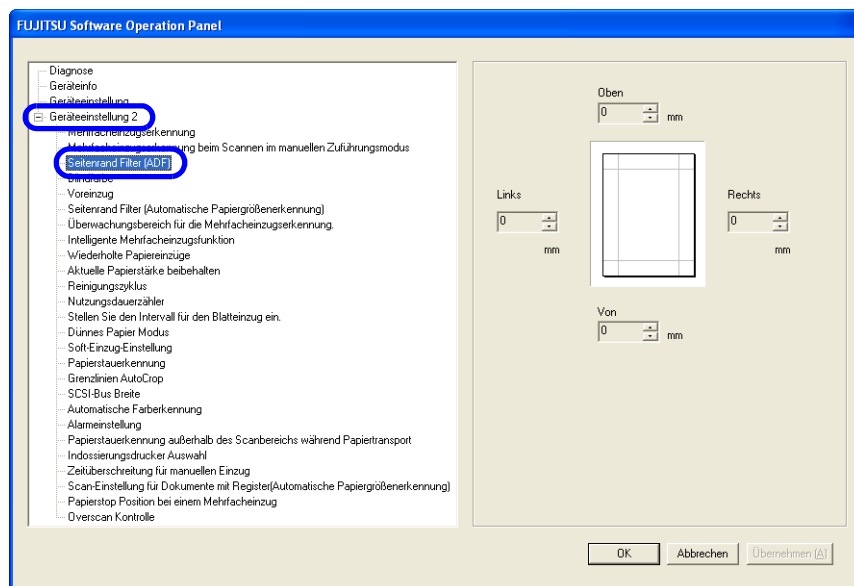 FUJITSU Software Operation Panel
Diagnose
Geräteinfo
Geräteeinstellung
Geräteeinstellung 2
Mehrfacheinzugserkennung
Mehrfacheinzugserkennung beim Scannen im manuellen Zuführungsmodus
Seitenrand Filter (ADF)
Blindfarbe
Voreinzug
Seitenrand Filter (Automatische Papiergrößenerkennung)
Überwachungsbereich für die Mehrfacheinzugserkennung.
Intelligente Mehrfacheinzugsfunktion
Wiederholte Papiereinzüge
Aktuelle Papierstärke beibehalten
Reinigungszyklus
Nutzungsdauerzähler
Stellen Sie den Intervall für den Blatteinzug ein.
Dünnes Papier Modus
Soft-Einzug-Einstellung
Papierstauerkennung
Grenzlinien AutoCrop
SCSI-Bus Breite
Automatische Farberkennung
Alarmeinstellung
Papierstauerkennung außerhalb des Scanbereichs während Papiertransport
Indossierungsdrucker Auswahl
Zeitüberschreitung für manuellen Einzug
Scan-Einstellung für Dokumente mit Register(Automatische Papiergrößenerkennung)
Papierstop Position bei einem Mehrfacheinzug
Overscan Kontrolle
Oben
0 mm
Links
0
mm
Rechts
0
mm
Von
0 mm
OK
Abbrechen
Übernehmen (A)